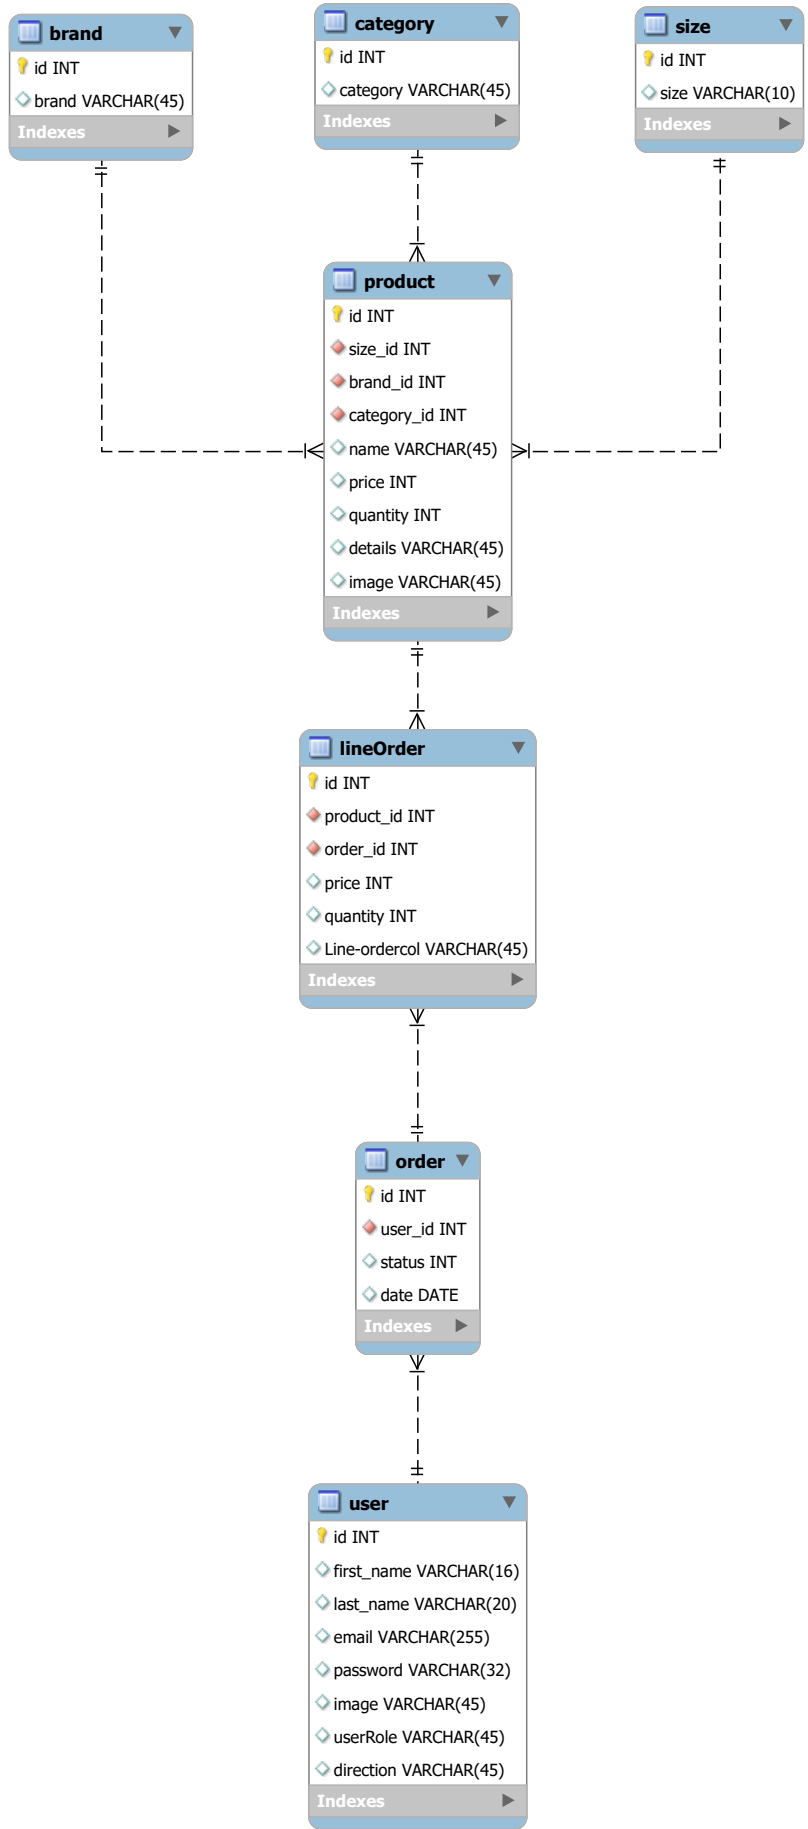 brand
id INT
brand VARCHAR(45)
Indexes
category
id INT
category VARCHAR(45)
Indexes
size
id INT
size VARCHAR(10)
Indexes
product
id INT
size_id INT
brand_id INT
category_id INT
name VARCHAR(45)
price INT
quantity INT
details VARCHAR(45)
image VARCHAR(45)
Indexes
lineOrder
id INT
product_id INT
order_id INT
price INT
quantity INT
Line-ordercol VARCHAR(45)
Indexes
order
id INT
user_id INT
status INT
date DATE
Indexes
user
id INT
first_name VARCHAR(16)
last_name VARCHAR(20)
email VARCHAR(255)
password VARCHAR(32)
image VARCHAR(45)
userRole VARCHAR(45)
direction VARCHAR(45)
Indexes